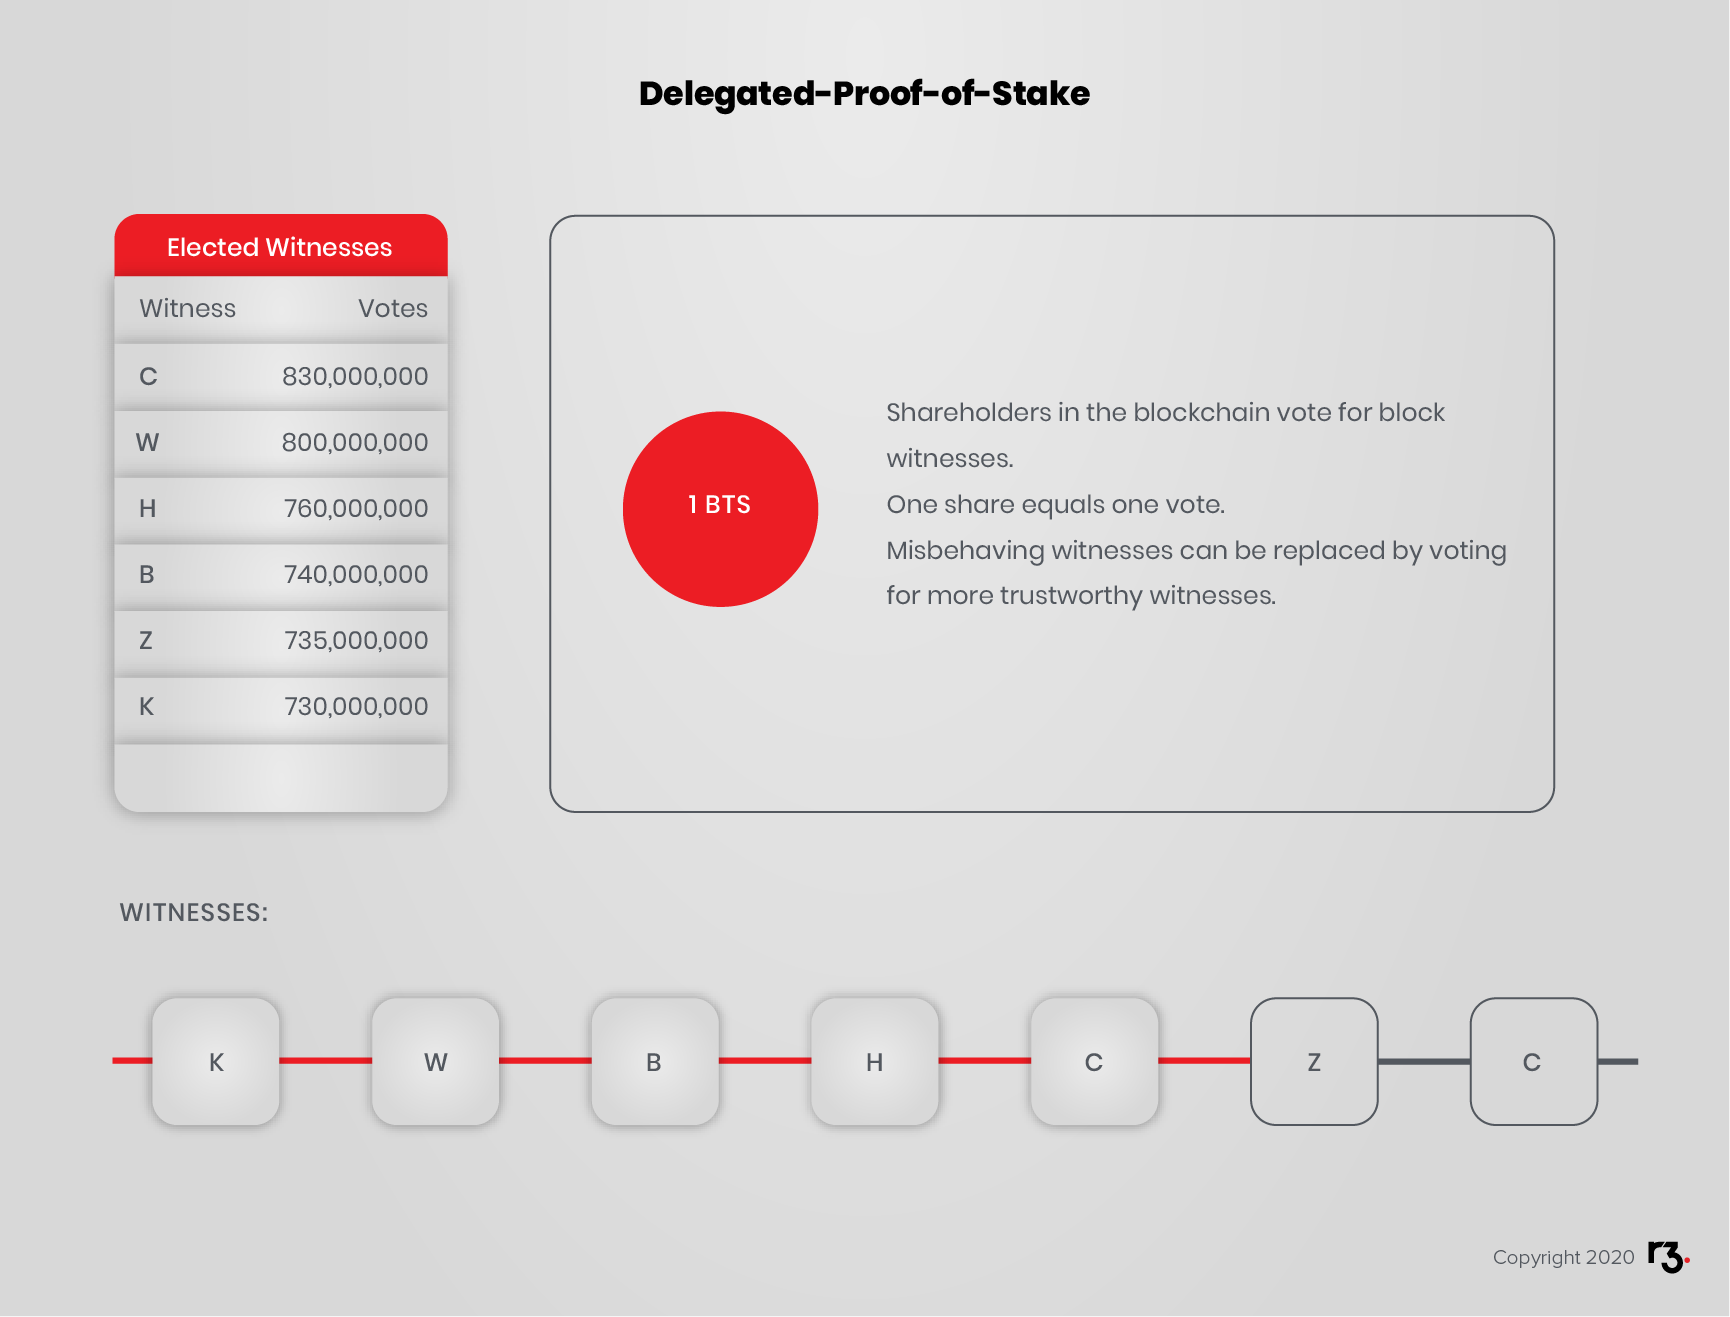 Delegated-Proof-of-Stake
Elected Witnesses
Witness Votes
C 830,000,000
W 800,000,000
H 760,000,000
B 740,000,000
Z 735,000,000
K 730,000,000
1 BTS
Shareholders in the blockchain vote for block
witnesses.
One share equals one vote.
Misbehaving witnesses can be replaced by voting
for more trustworthy witnesses.
WITNESSES:
K W B H C Z C
Copyright 2020 r3.